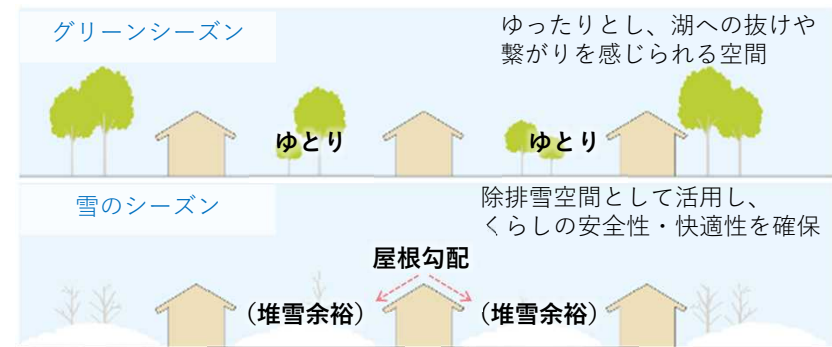 グリーンシーズン
ゆったりとし、湖への抜けや
繋がりを感じられる空間
ゆとり
ゆとり
雪のシーズン
除排雪空間として活用し、
くらしの安全性・快適性を確保
屋根勾配
（堆雪余裕）
（堆雪余裕）